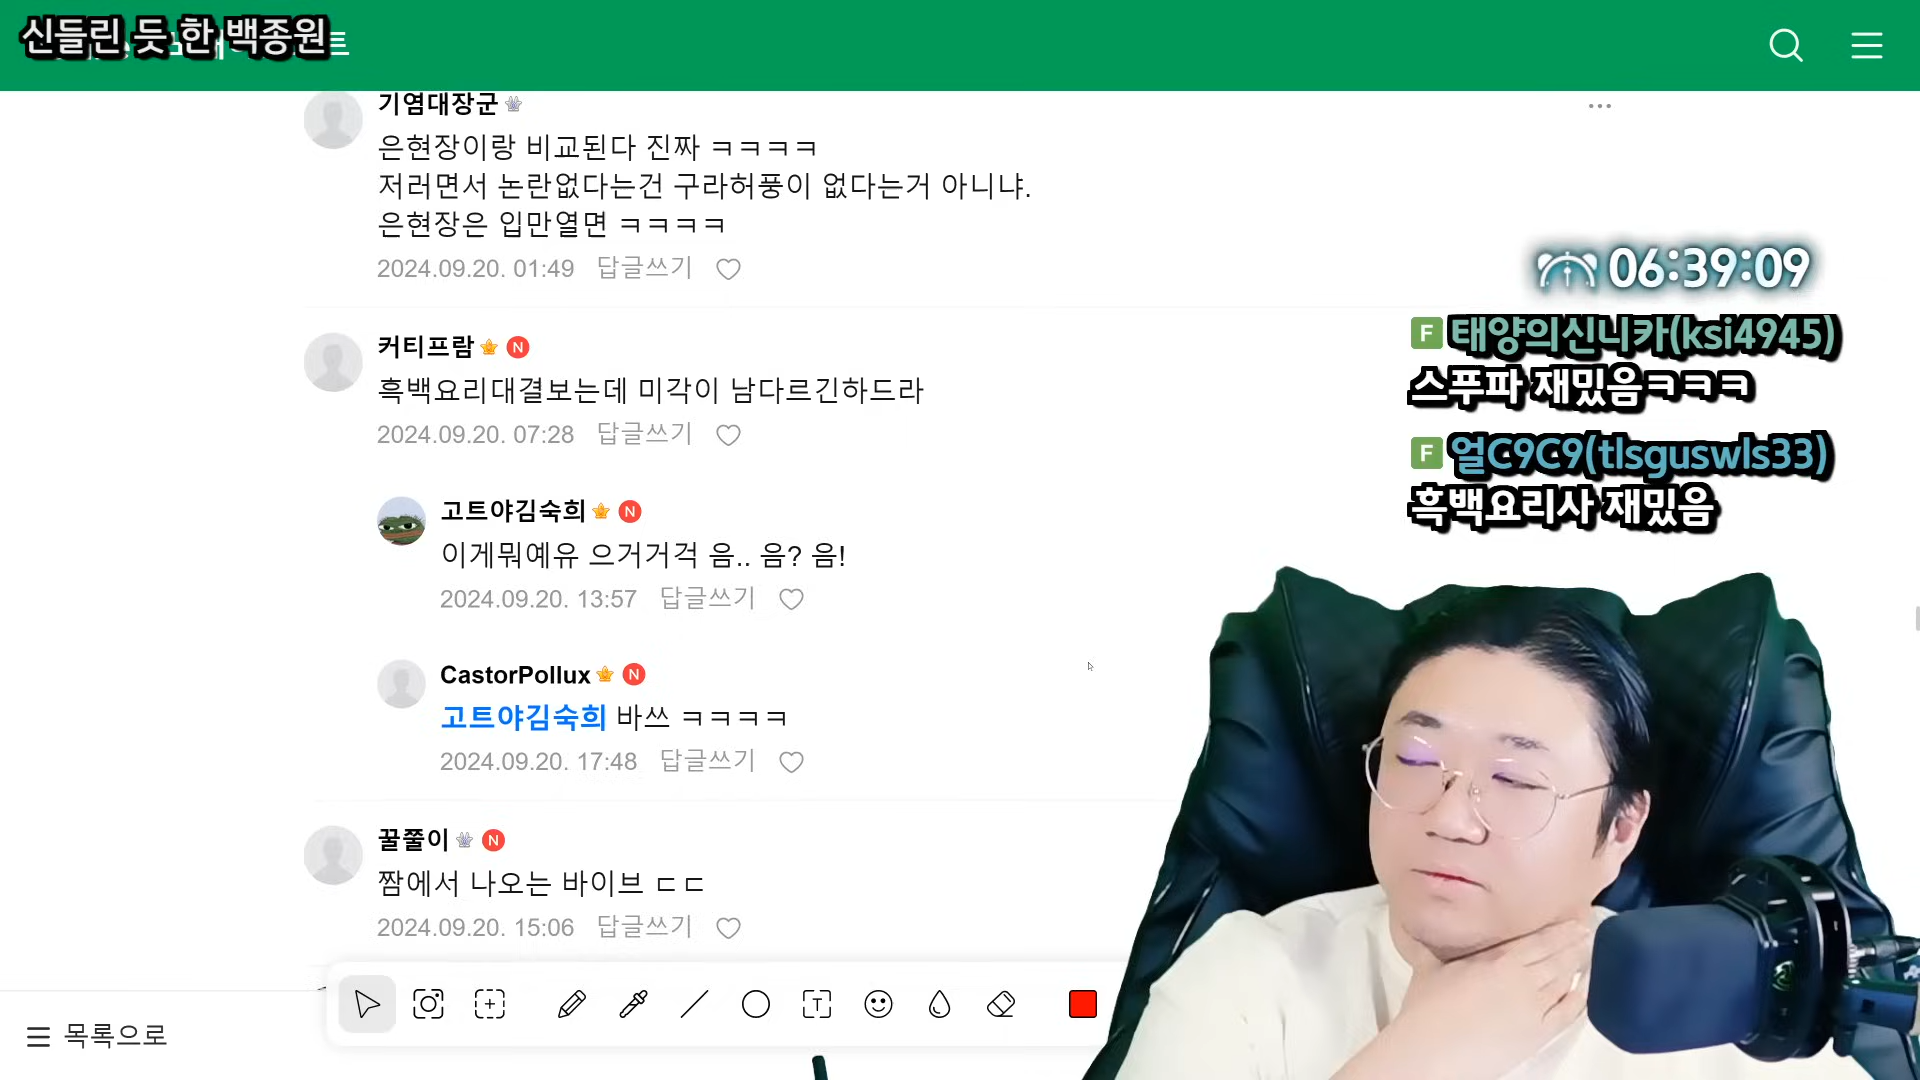 신들린 듯 한 백종원
기염대장군
은현장이랑 비교된다 진짜 ㅋㅋㅋㅋ
저러면서 논란없다는건 구라허풍이 없다는거 아니냐.
은현장은 입만열면 ㅋㅋㅋㅋ
2024.09.20. 01:49 답글쓰기
06:39:09
F 태양의신니카(ksi4945)
스푸파 재밌음ㅋㅋㅋ
F 얼C9C9(tlsguswls33)
흑백요리사 재밌음
커티프람 N
흑백요리대결보는데 미각이 남다르긴하드라
2024.09.20. 07:28 답글쓰기
고트야김숙희 N
이게뭐예유 으거거걱 음.. 음? 음!
2024.09.20. 13:57 답글쓰기
CastorPollux N
고트야김숙희 바쓰 ㅋㅋㅋㅋ
2024.09.20. 17:48 답글쓰기
꿀쭐이 N
짬에서 나오는 바이브 ㄷㄷ
2024.09.20. 15:06 답글쓰기
T
목록으로